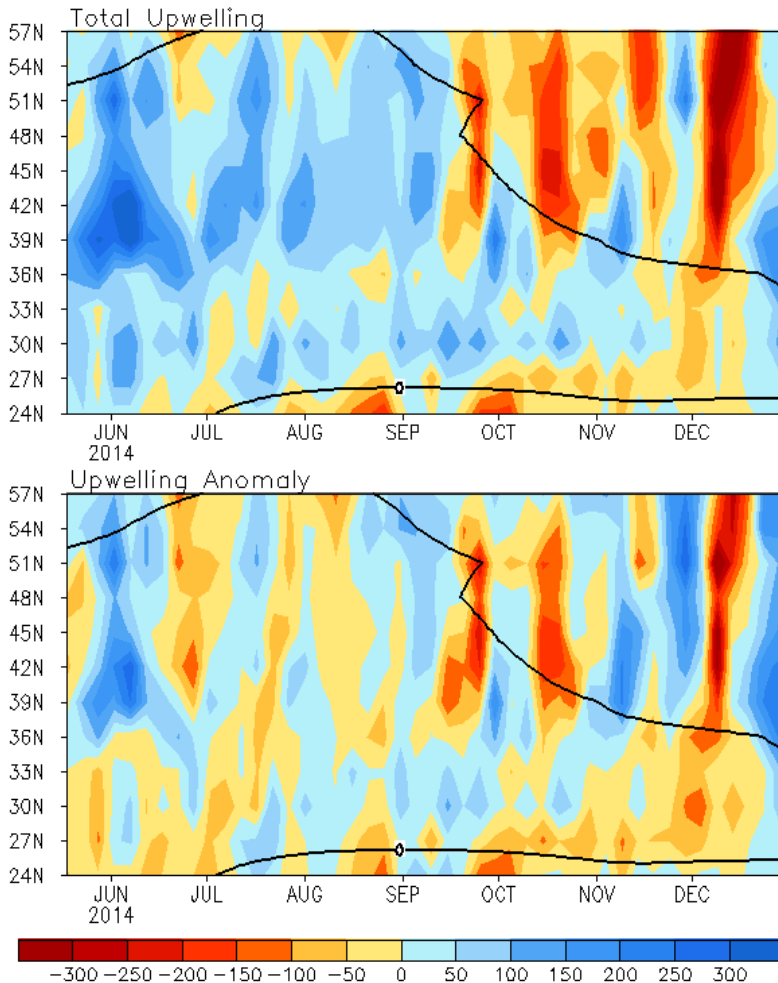 Total Upwelling
57N
54N
51N
48N
45N
42N
39N
36N
33N
30N
27N
24N
0
JUN JUL AUG SEP OCT NOV DEC
2014
Upwelling Anomaly
57N
54N
51N
48N
45N
42N
39N
36N
33N
30N
27N
24N
0
JUN JUL AUG SEP OCT NOV DEC
2014
-300 -250 -200 -150 -100 -50 0 50 100 150 200 250 300